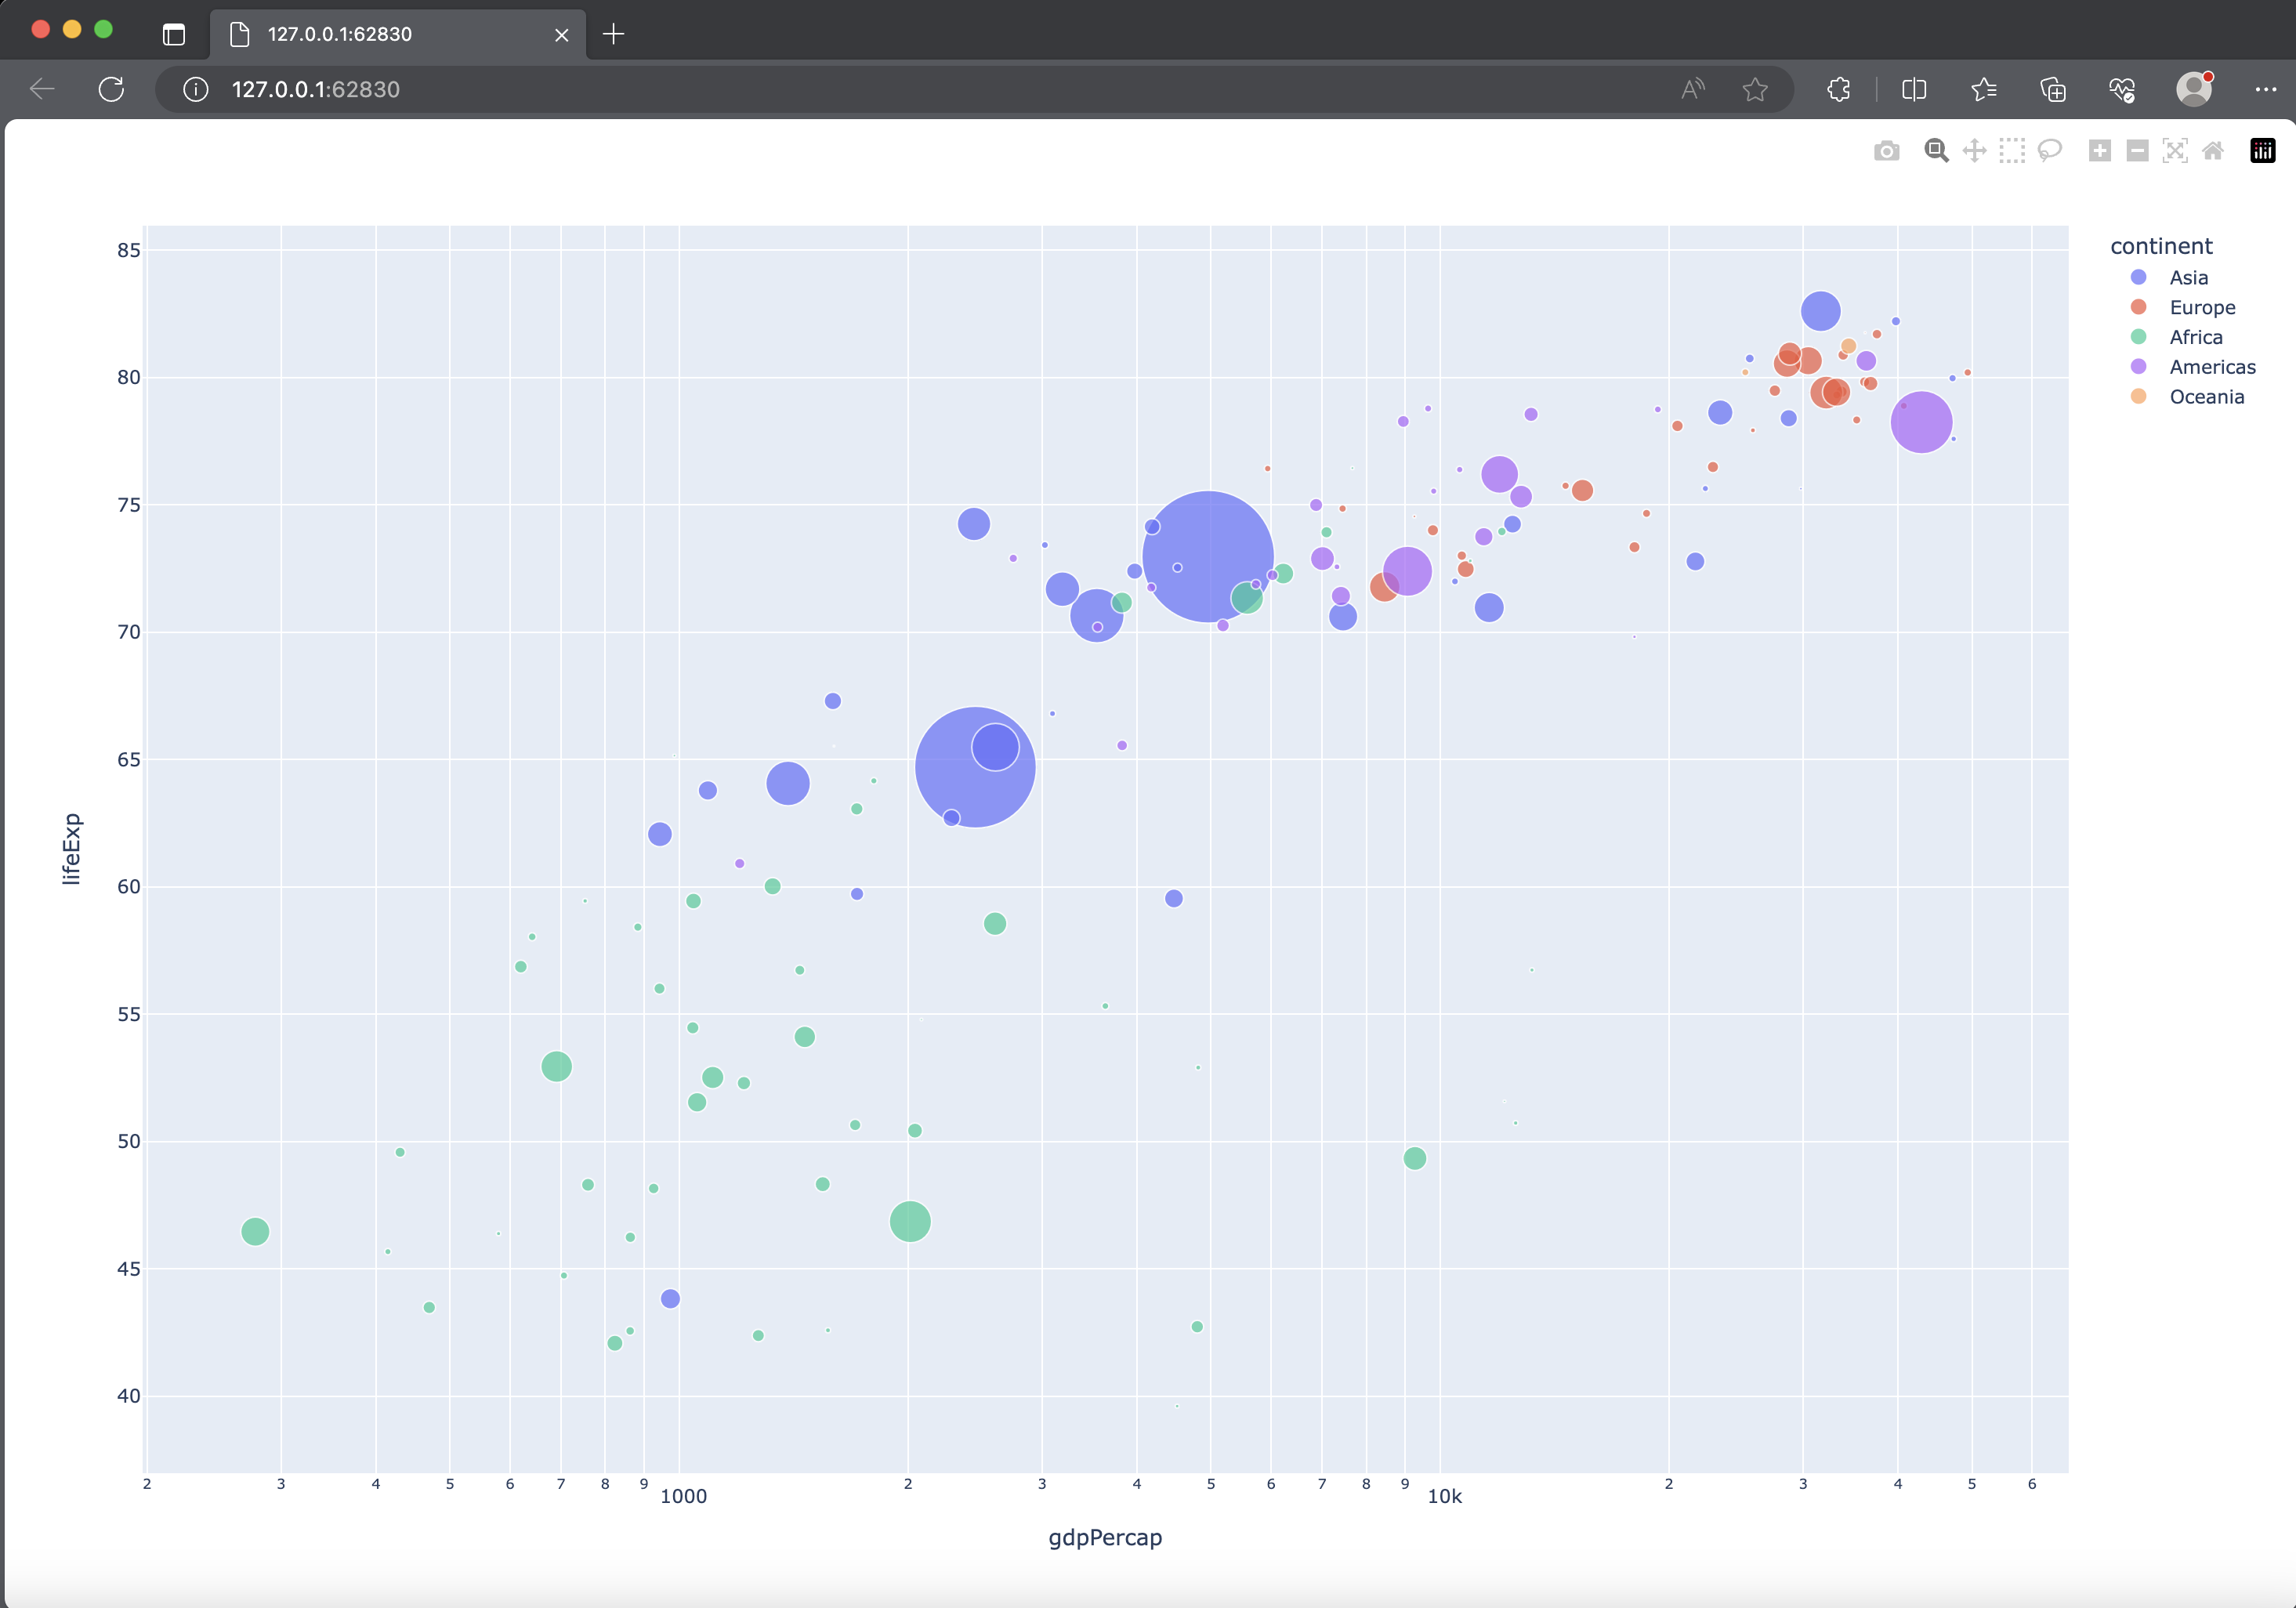 127.0.0.1:62830
127.0.0.1:62830
continent
Asia
Europe
Africa
Americas
Oceania
85
80
75
70
65
60
55
50
45
40
lifeExp
2 3 4 5 6 7 8 9 1000 2 3 4 5 6 7 8 9 10k 2 3 4 5 6
gdpPercap